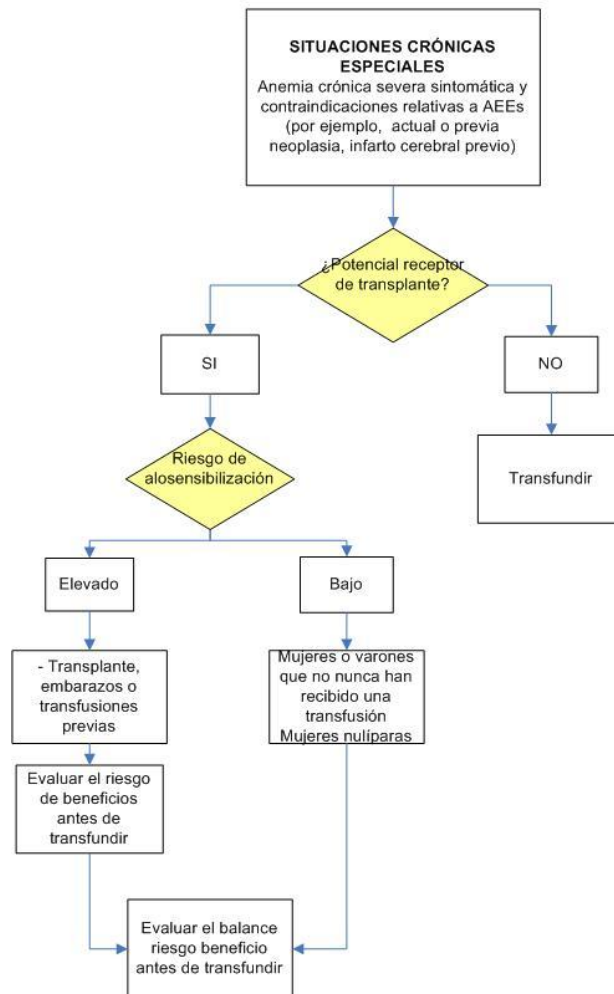 SITUACIONES CRÓNICAS
ESPECIALES
Anemia crónica severa sintomática y
contraindicaciones relativas a AEEs
(por ejemplo, actual o previa
neoplasia, infarto cerebral previo)
¿Potencial receptor
de transplante?
SI
NO
Riesgo de
alosensibilización
Transfundir
Elevado
Bajo
- Transplante,
embarazos o
transfusiones
previas
Mujeres o varones
que no nunca han
recibido una
transfusión
Mujeres nulíparas
Evaluar el riesgo
de beneficios
antes de
transfundir
Evaluar el balance
riesgo beneficio
antes de transfundir